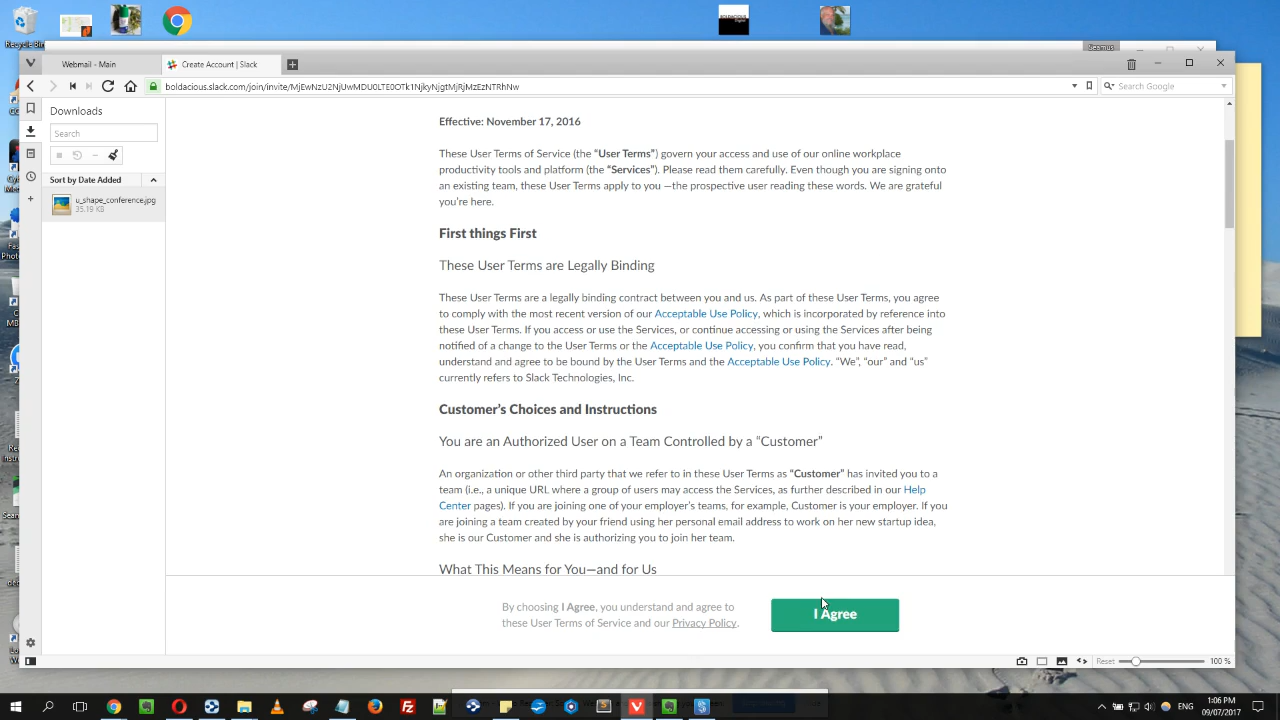 Recycle Bin
BOLDACIOUS
Seamus
Webmail - Main
Create Account | Slack
boldacious.slack.com/join/invite/MjEwNzU2NjUwMDU0LTE0OTk1NjkyNjgtMjRjMzEzNTRhNw
Search Google
Downloads
Search
Sort by Date Added
u_shape_conference.jpg
35.19 KB
Effective: November 17, 2016
These User Terms of Service (the “User Terms”) govern your access and use of our online workplace
productivity tools and platform (the “Services”). Please read them carefully. Even though you are signing onto
an existing team, these User Terms apply to you —the prospective user reading these words. We are grateful
you’re here.
First things First
These User Terms are Legally Binding
These User Terms are a legally binding contract between you and us. As part of these User Terms, you agree
to comply with the most recent version of our Acceptable Use Policy, which is incorporated by reference into
these User Terms. If you access or use the Services, or continue accessing or using the Services after being
notified of a change to the User Terms or the Acceptable Use Policy, you confirm that you have read,
understand and agree to be bound by the User Terms and the Acceptable Use Policy. “We”, “our” and “us”
currently refers to Slack Technologies, Inc.
Customer’s Choices and Instructions
You are an Authorized User on a Team Controlled by a “Customer”
An organization or other third party that we refer to in these User Terms as “Customer” has invited you to a
team (i.e., a unique URL where a group of users may access the Services, as further described in our Help
Center pages). If you are joining one of your employer’s teams, for example, Customer is your employer. If you
are joining a team created by your friend using her personal email address to work on her new startup idea,
she is our Customer and she is authorizing you to join her team.
What This Means for You—and for Us
By choosing I Agree, you understand and agree to
these User Terms of Service and our Privacy Policy.
I Agree
Reset
100 %
ENG
1:06 PM
09/07/2017